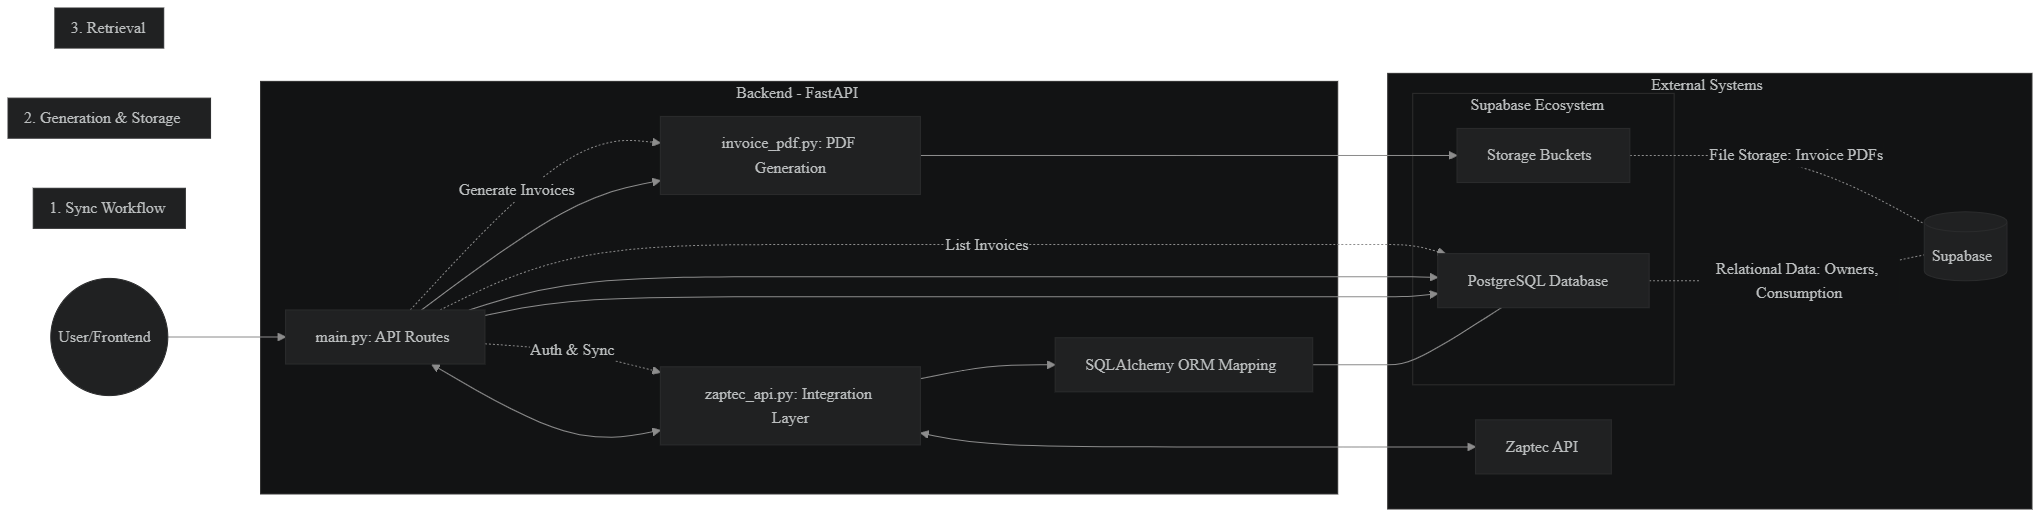 3. Retrieval
2. Generation & Storage
1. Sync Workflow
User/Frontend
Backend - FastAPI
invoice_pdf.py: PDF
Generation
Generate Invoices
List Invoices
main.py: API Routes
Auth & Sync
zaptec_api.py: Integration
Layer
SQLAlchemy ORM Mapping
External Systems
Supabase Ecosystem
Storage Buckets
File Storage: Invoice PDFs
PostgreSQL Database
Relational Data: Owners,
Consumption
Supabase
Zaptec API